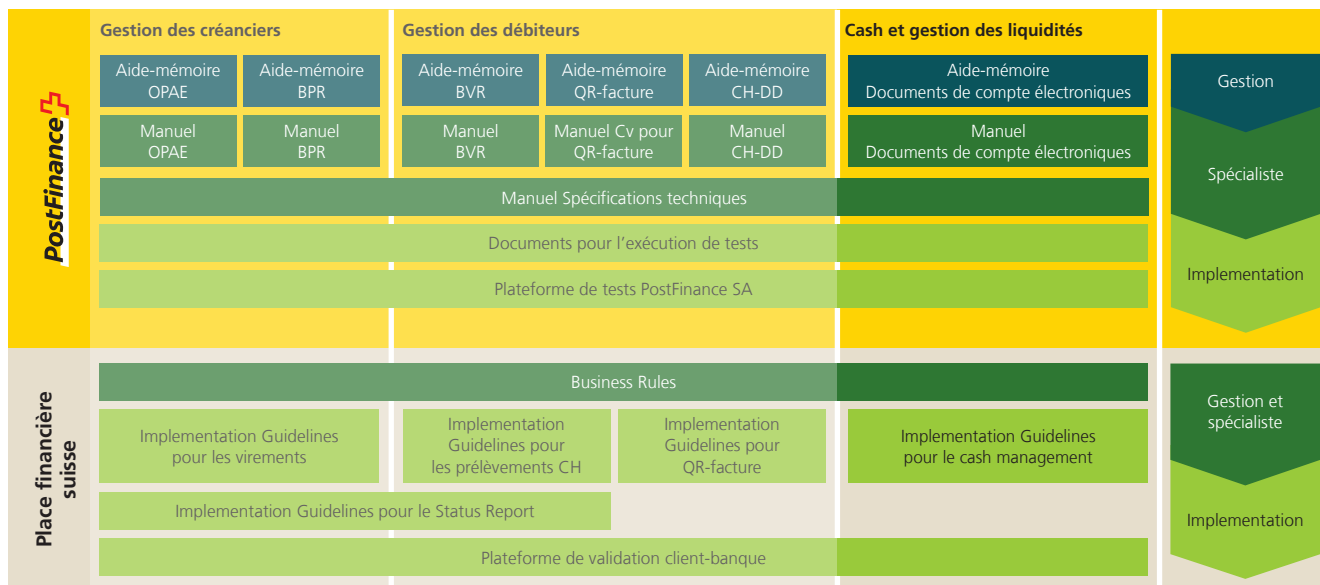 Gestion des créanciers
Gestion des débiteurs
Cash et gestion des liquidités
PostFinance
Aide-mémoire
OPAE
Aide-mémoire
BPR
Aide-mémoire
BVR
Aide-mémoire
QR-facture
Aide-mémoire
CH-DD
Aide-mémoire
Documents de compte électroniques
Gestion
Manuel
OPAE
Manuel
BPR
Manuel
BVR
Manuel Cv pour
QR-facture
Manuel
CH-DD
Manuel
Documents de compte électroniques
Spécialiste
Manuel Spécifications techniques
Documents pour l'exécution de tests
Plateforme de tests PostFinance SA
Implementation
Place financière
suisse
Business Rules
Gestion et
spécialiste
Implementation Guidelines
pour les virements
Implementation
Guidelines pour
les prélèvements CH
Implementation
Guidelines pour
QR-facture
Implementation Guidelines
pour le cash management
Implementation Guidelines pour le Status Report
Implementation
Plateforme de validation client-banque